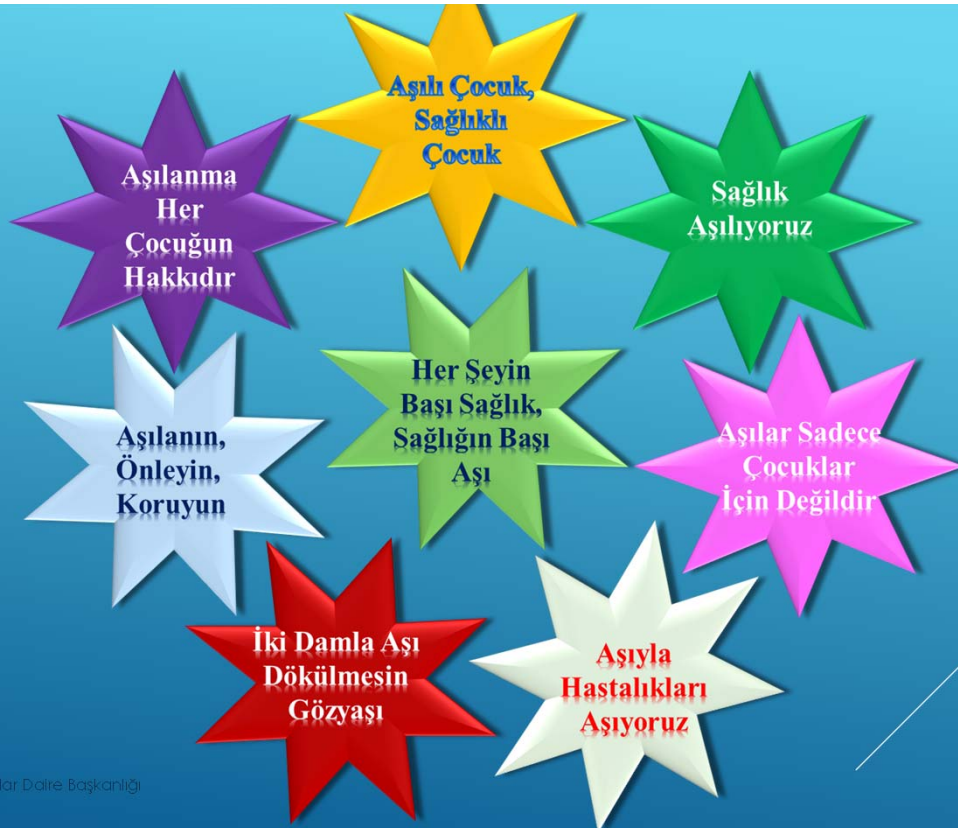 Aşılı Çocuk,
Sağlıklı
Çocuk
Aşılanma
Her
Çocuğun
Hakkıdır
Sağlık
Aşılıyoruz
Her Şeyin
Başı Sağlık,
Sağlığın Başı
Aşı
Aşılanın,
Önleyin,
Koruyun
Aşılar Sadece
Çocuklar
İçin Değildir
İki Damla Aşı
Dökülmesin
Gözyaşı
Aşıyla
Hastalıkları
Aşıyoruz
Daire Başkanlığı